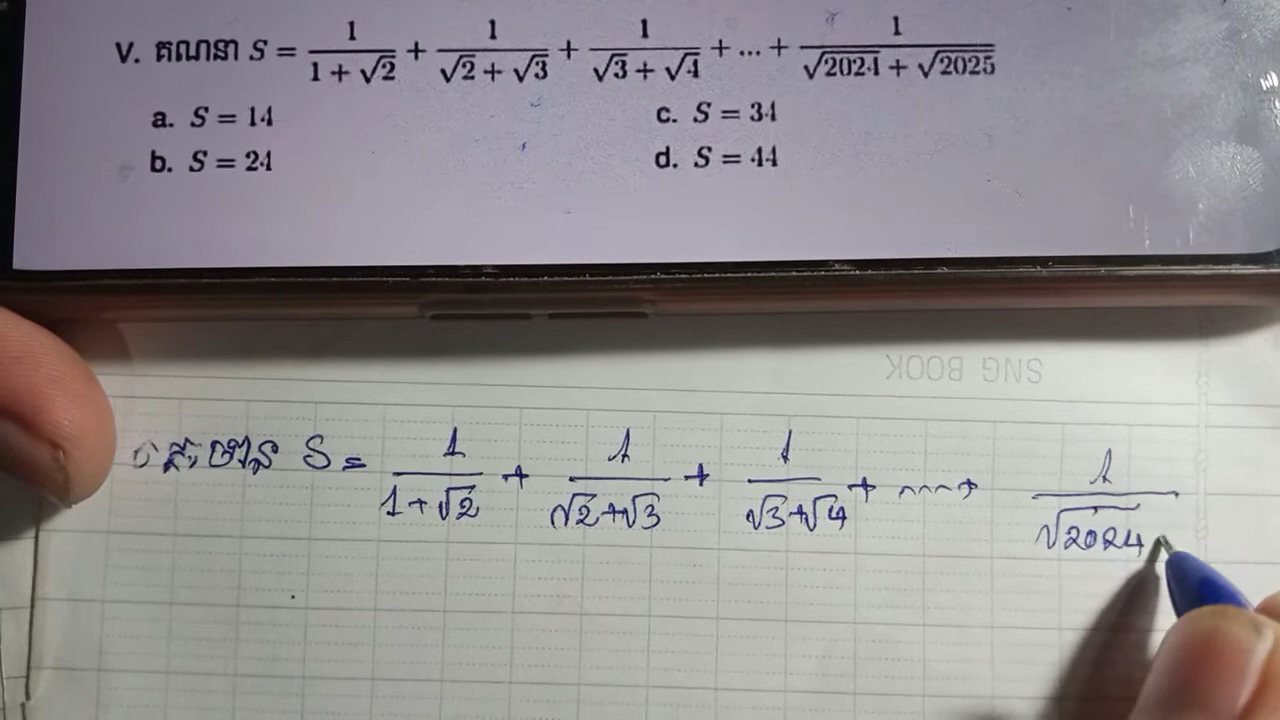 V. គណនា S = 1/(1 + √2) + 1/(√2 + √3) + 1/(√3 + √4) + ... + 1/(√2024 + √2025)
a. S = 14
c. S = 34
b. S = 24
d. S = 44
SNG BOOK
S = 1/(1+√2) + 1/(√2+√3) + 1/(√3+√4) + ... + 1/(√2024